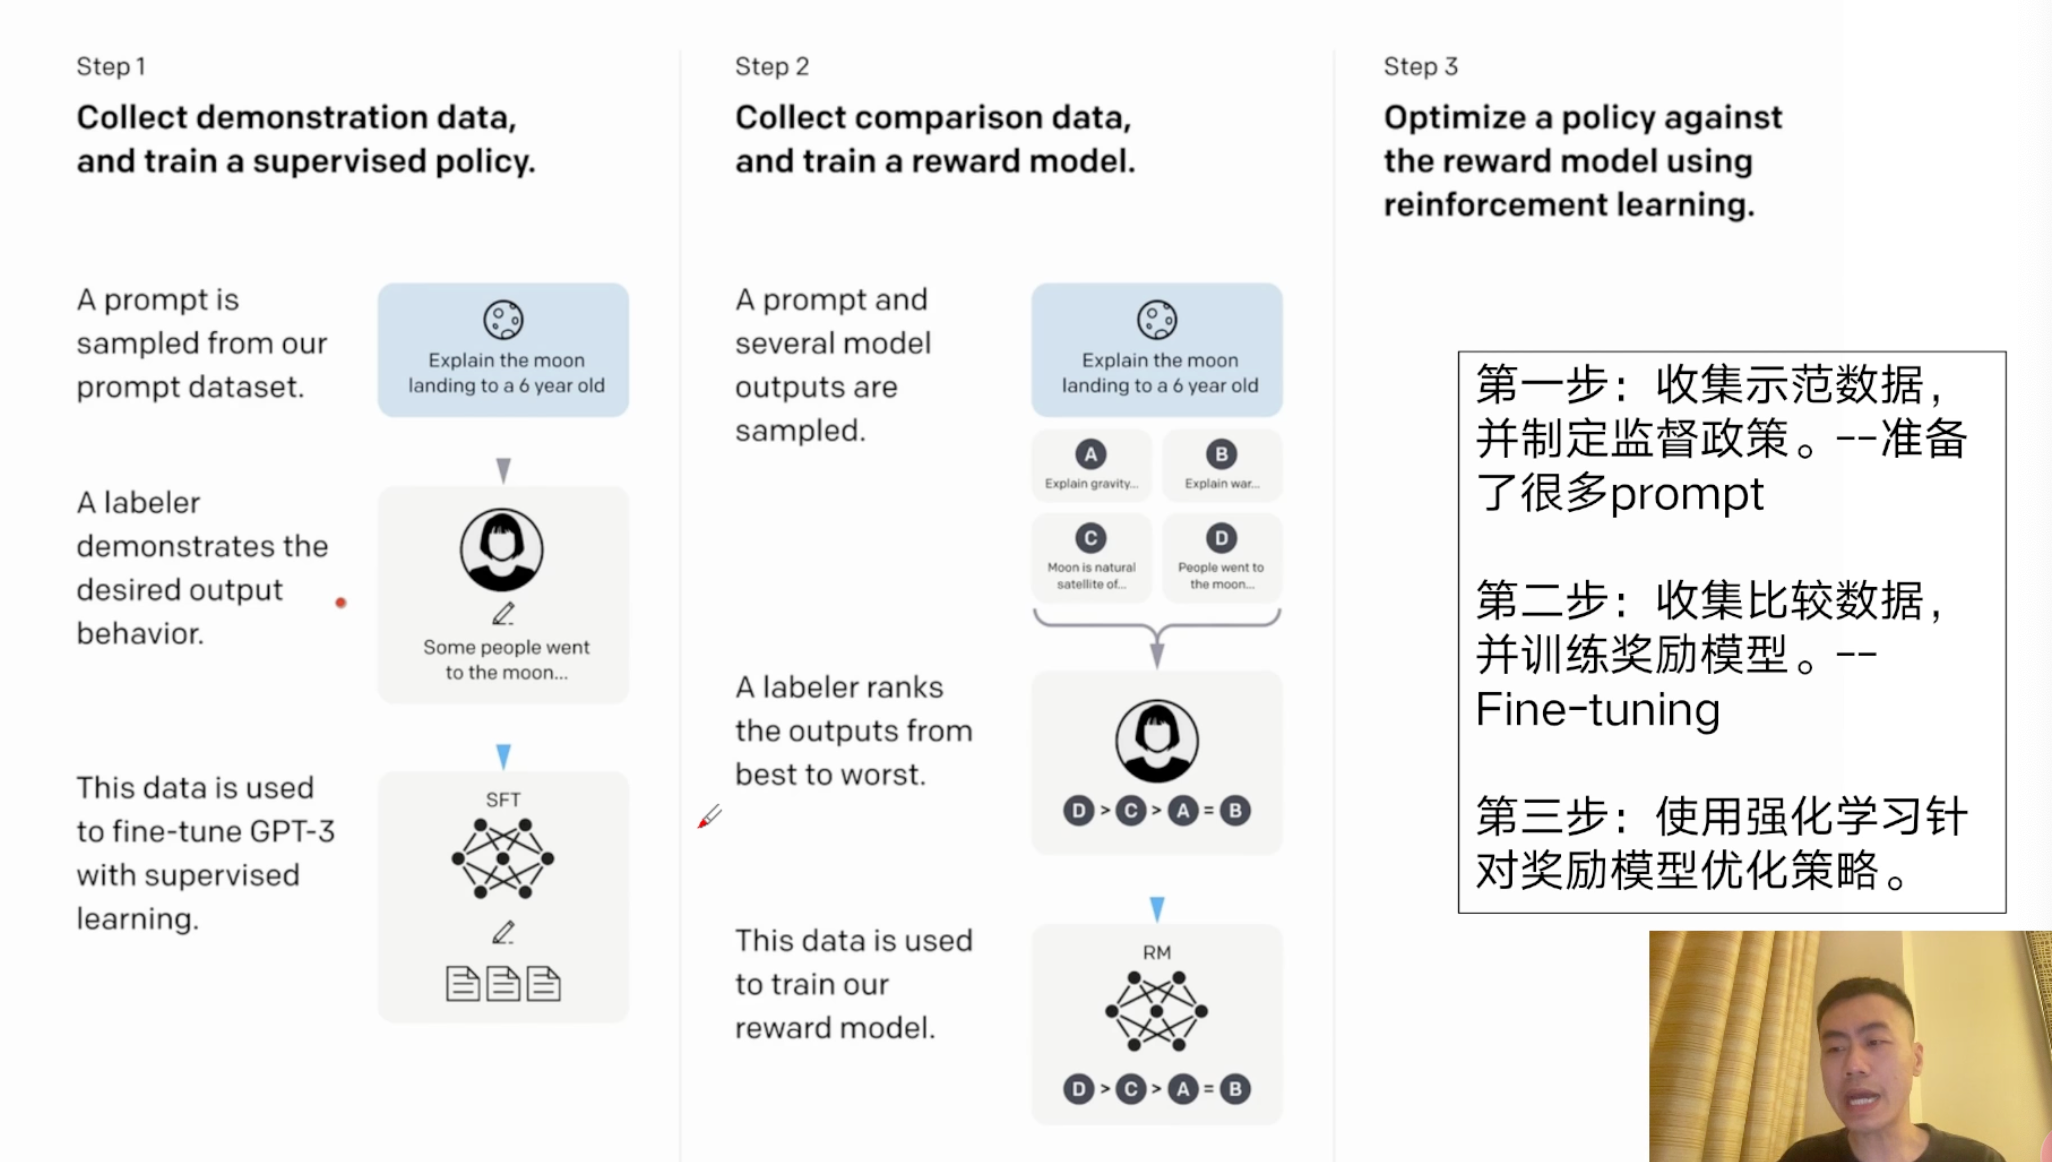 Step 1
Collect demonstration data,
and train a supervised policy.
A prompt is
sampled from our
prompt dataset.
Explain the moon
landing to a 6 year old
A labeler
demonstrates the
desired output
behavior.
Some people went
to the moon...
This data is used
to fine-tune GPT-3
with supervised
learning.
SFT
Step 2
Collect comparison data,
and train a reward model.
A prompt and
several model
outputs are
sampled.
Explain the moon
landing to a 6 year old
A
Explain gravity...
B
Explain war...
C
Moon is natural
satellite of...
D
People went to
the moon...
A labeler ranks
the outputs from
best to worst.
D > C > A = B
This data is used
to train our
reward model.
RM
D > C > A = B
Step 3
Optimize a policy against
the reward model using
reinforcement learning.
第一步：收集示范数据，
并制定监督政策。--准备
了很多prompt
第二步：收集比较数据，
并训练奖励模型。--
Fine-tuning
第三步：使用强化学习针
对奖励模型优化策略。